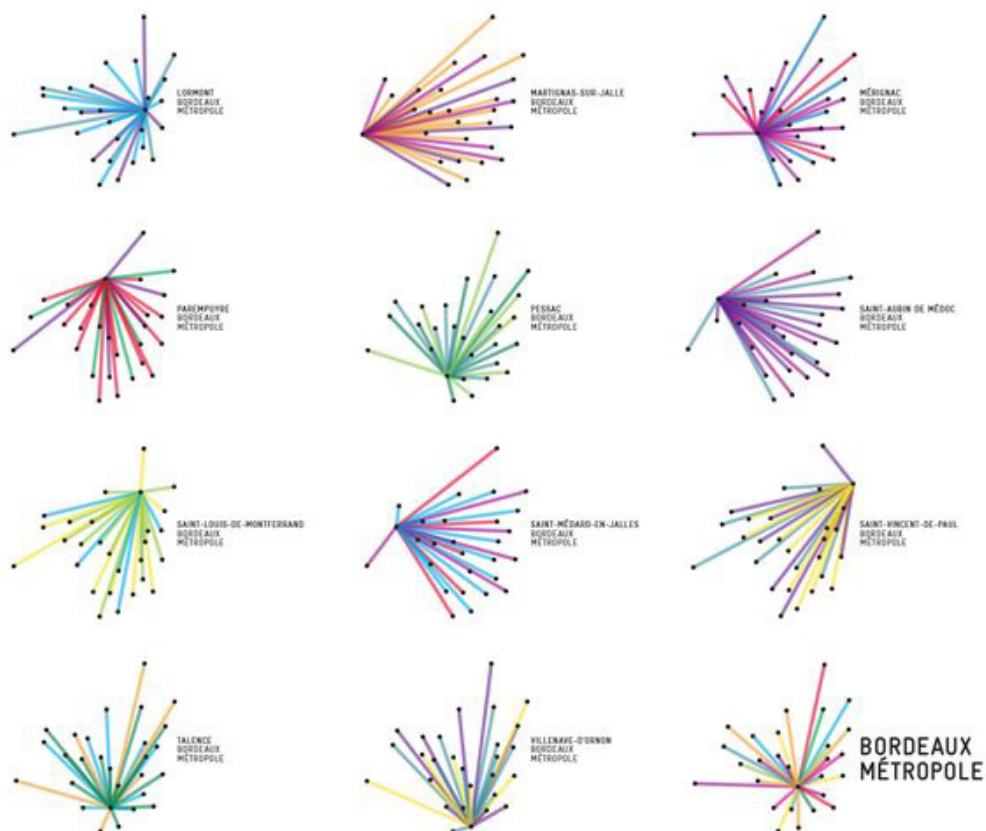 LORMONT
BORDEAUX
MÉTROPOLE
MARTIGNAS-SUR-JALLE
BORDEAUX
MÉTROPOLE
MÉRIGNAC
BORDEAUX
MÉTROPOLE
PAREMPUYRE
BORDEAUX
MÉTROPOLE
PESSAC
BORDEAUX
MÉTROPOLE
SAINT-AUBIN DE MÉDOC
BORDEAUX
MÉTROPOLE
SAINT-LOUIS-DE-MONTFERRAND
BORDEAUX
MÉTROPOLE
SAINT-MÉDARD-EN-JALLES
BORDEAUX
MÉTROPOLE
SAINT-VINCENT-DE-PAUL
BORDEAUX
MÉTROPOLE
TALENCE
BORDEAUX
MÉTROPOLE
VILLENAVE-D'ORNON
BORDEAUX
MÉTROPOLE
BORDEAUX
MÉTROPOLE